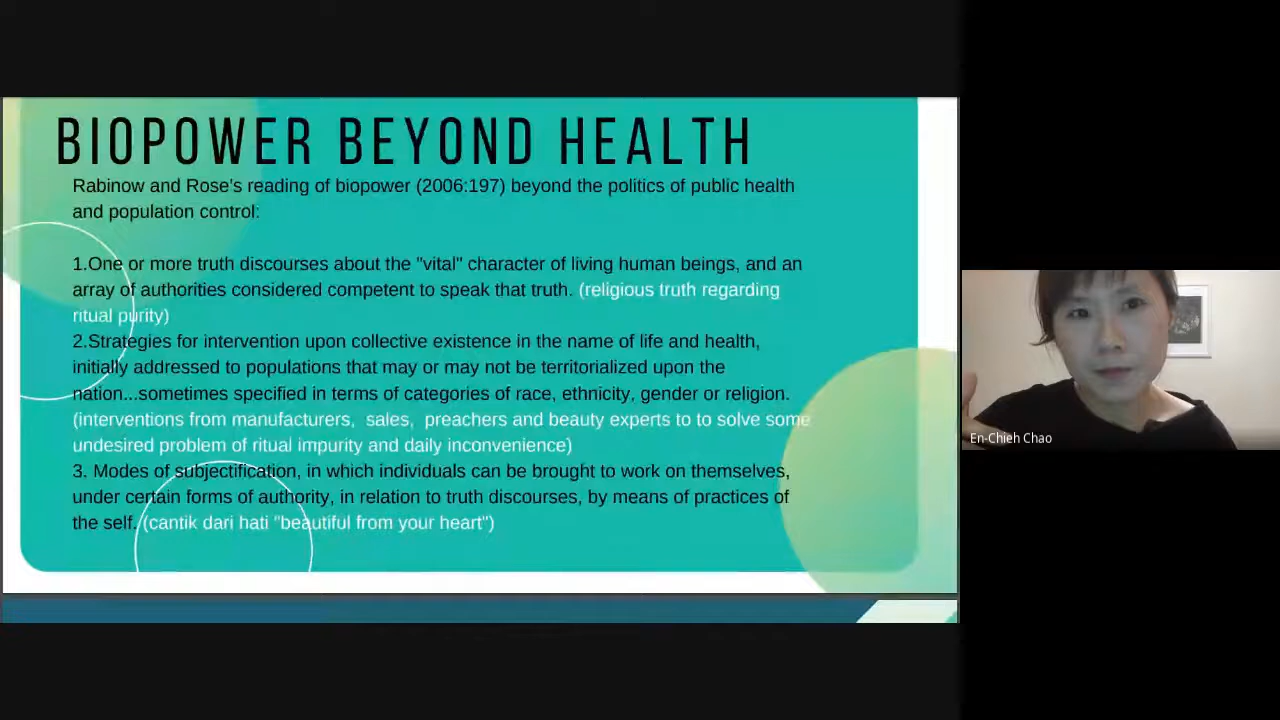 BIOPOWER BEYOND HEALTH
Rabinow and Rose's reading of biopower (2006:197) beyond the politics of public health
and population control:
1.One or more truth discourses about the "vital" character of living human beings, and an
array of authorities considered competent to speak that truth. (religious truth regarding
ritual purity)
2.Strategies for intervention upon collective existence in the name of life and health,
initially addressed to populations that may or may not be territorialized upon the
nation...sometimes specified in terms of categories of race, ethnicity, gender or religion.
(interventions from manufacturers,  sales,  preachers and beauty experts to to solve some
undesired problem of ritual impurity and daily inconvenience)
3. Modes of subjectification, in which individuals can be brought to work on themselves,
under certain forms of authority, in relation to truth discourses, by means of practices of
the self. (cantik dari hati "beautiful from your heart")
En-Chieh Chao